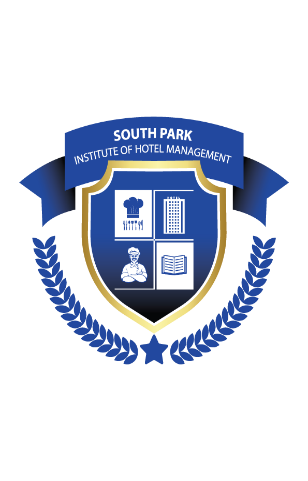 SOUTH PARK
INSTITUTE OF HOTEL MANAGEMENT